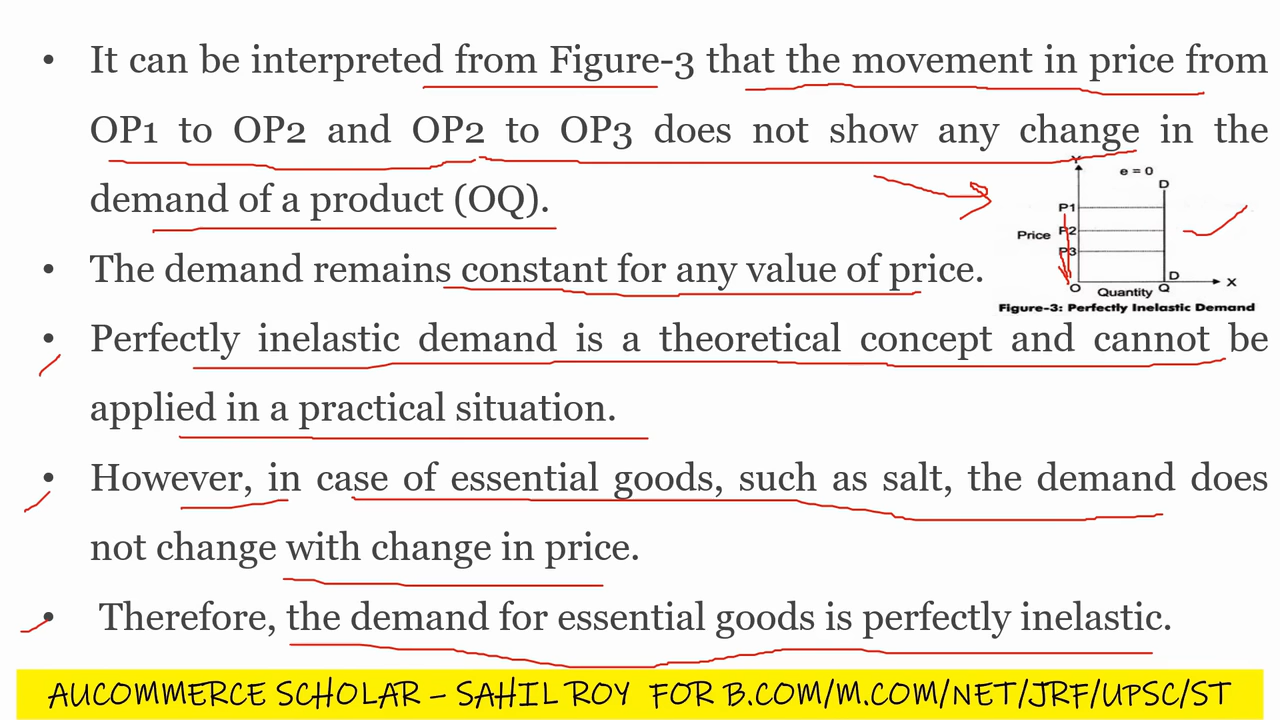 • It can be interpreted from Figure-3 that the movement in price from
OP1 to OP2 and OP2 to OP3 does not show any change in the
demand of a product (OQ).
• The demand remains constant for any value of price.
• Perfectly inelastic demand is a theoretical concept and cannot be
applied in a practical situation.
• However, in case of essential goods, such as salt, the demand does
not change with change in price.
• Therefore, the demand for essential goods is perfectly inelastic.
Y
e = 0
D
P1
Price P2
P3
D
O Quantity Q X
Figure-3: Perfectly Inelastic Demand
AUCOMMERCE SCHOLAR – SAHIL ROY FOR B.COM/M.COM/NET/JRF/UPSC/ST